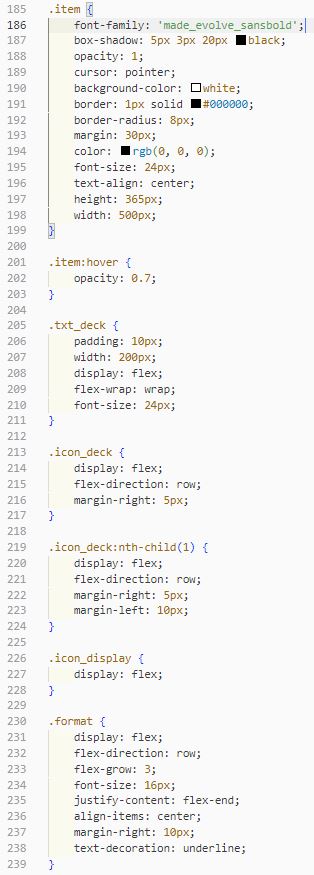 185 .item {
186 font-family: 'made_evolve_sansbold';
187 box-shadow: 5px 3px 20px black;
188 opacity: 1;
189 cursor: pointer;
190 background-color: white;
191 border: 1px solid #000000;
192 border-radius: 8px;
193 margin: 30px;
194 color: rgb(0, 0, 0);
195 font-size: 24px;
196 text-align: center;
197 height: 365px;
198 width: 500px;
199 }
200
201 .item:hover {
202 opacity: 0.7;
203 }
204
205 .txt_deck {
206 padding: 10px;
207 width: 200px;
208 display: flex;
209 flex-wrap: wrap;
210 font-size: 24px;
211 }
212
213 .icon_deck {
214 display: flex;
215 flex-direction: row;
216 margin-right: 5px;
217 }
218
219 .icon_deck:nth-child(1) {
220 display: flex;
221 flex-direction: row;
222 margin-right: 5px;
223 margin-left: 10px;
224 }
225
226 .icon_display {
227 display: flex;
228 }
229
230 .format {
231 display: flex;
232 flex-direction: row;
233 flex-grow: 3;
234 font-size: 16px;
235 justify-content: flex-end;
236 align-items: center;
237 margin-right: 10px;
238 text-decoration: underline;
239 }